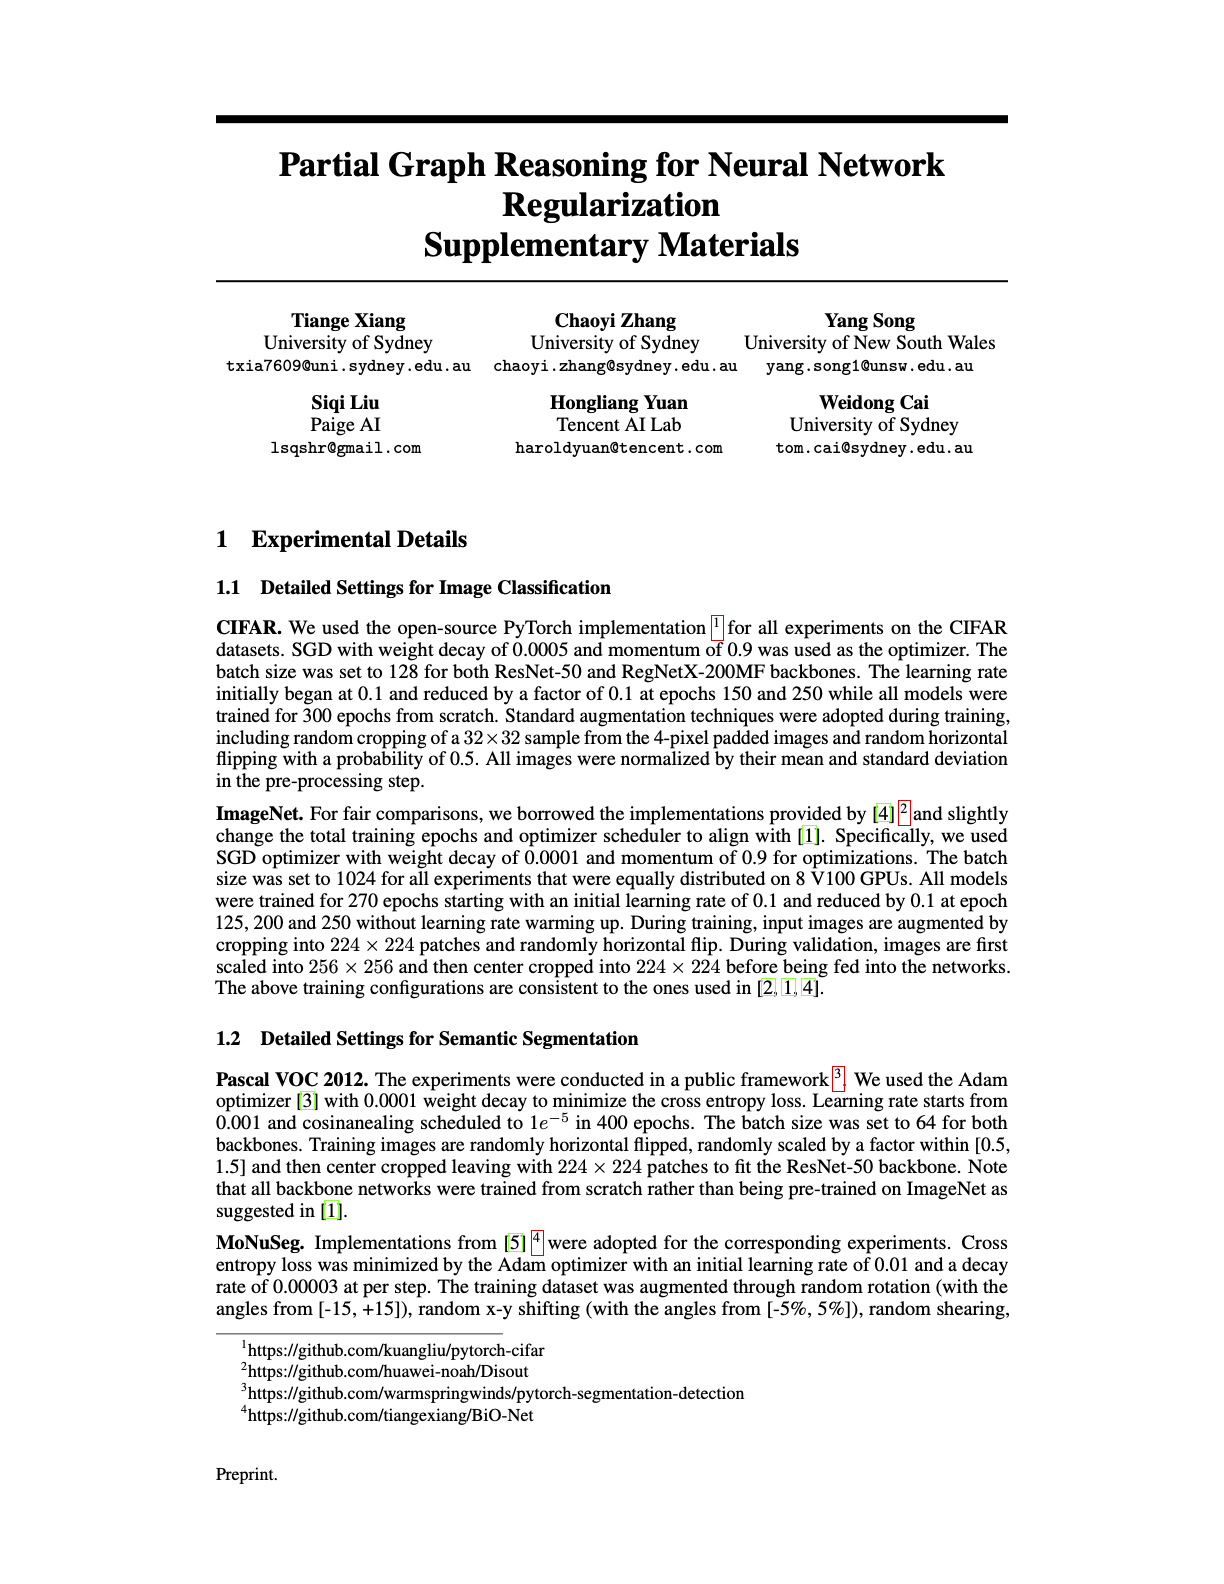 Partial Graph Reasoning for Neural Network
Regularization
Supplementary Materials
Tiange Xiang
University of Sydney
txia7609@uni.sydney.edu.au
Chaoyi Zhang
University of Sydney
chaoyi.zhang@sydney.edu.au
Yang Song
University of New South Wales
yang.song1@unsw.edu.au
Siqi Liu
Paige AI
lsqshr@gmail.com
Hongliang Yuan
Tencent AI Lab
haroldyuan@tencent.com
Weidong Cai
University of Sydney
tom.cai@sydney.edu.au
1 Experimental Details
1.1 Detailed Settings for Image Classification
CIFAR. We used the open-source PyTorch implementation 1 for all experiments on the CIFAR
datasets. SGD with weight decay of 0.0005 and momentum of 0.9 was used as the optimizer. The
batch size was set to 128 for both ResNet-50 and RegNetX-200MF backbones. The learning rate
initially began at 0.1 and reduced by a factor of 0.1 at epochs 150 and 250 while all models were
trained for 300 epochs from scratch. Standard augmentation techniques were adopted during training,
including random cropping of a 32×32 sample from the 4-pixel padded images and random horizontal
flipping with a probability of 0.5. All images were normalized by their mean and standard deviation
in the pre-processing step.
ImageNet. For fair comparisons, we borrowed the implementations provided by [4] 2 and slightly
change the total training epochs and optimizer scheduler to align with [1]. Specifically, we used
SGD optimizer with weight decay of 0.0001 and momentum of 0.9 for optimizations. The batch
size was set to 1024 for all experiments that were equally distributed on 8 V100 GPUs. All models
were trained for 270 epochs starting with an initial learning rate of 0.1 and reduced by 0.1 at epoch
125, 200 and 250 without learning rate warming up. During training, input images are augmented by
cropping into 224 × 224 patches and randomly horizontal flip. During validation, images are first
scaled into 256 × 256 and then center cropped into 224 × 224 before being fed into the networks.
The above training configurations are consistent to the ones used in [2, 1, 4].
1.2 Detailed Settings for Semantic Segmentation
Pascal VOC 2012. The experiments were conducted in a public framework 3. We used the Adam
optimizer [3] with 0.0001 weight decay to minimize the cross entropy loss. Learning rate starts from
0.001 and cosinanealing scheduled to 1e−5 in 400 epochs. The batch size was set to 64 for both
backbones. Training images are randomly horizontal flipped, randomly scaled by a factor within [0.5,
1.5] and then center cropped leaving with 224 × 224 patches to fit the ResNet-50 backbone. Note
that all backbone networks were trained from scratch rather than being pre-trained on ImageNet as
suggested in [1].
MoNuSeg. Implementations from [5] 4 were adopted for the corresponding experiments. Cross
entropy loss was minimized by the Adam optimizer with an initial learning rate of 0.01 and a decay
rate of 0.00003 at per step. The training dataset was augmented through random rotation (with the
angles from [-15, +15]), random x-y shifting (with the angles from [-5%, 5%]), random shearing,
1https://github.com/kuangliu/pytorch-cifar
2https://github.com/huawei-noah/Disout
3https://github.com/warmspringwinds/pytorch-segmentation-detection
4https://github.com/tiangexiang/BiO-Net
Preprint.